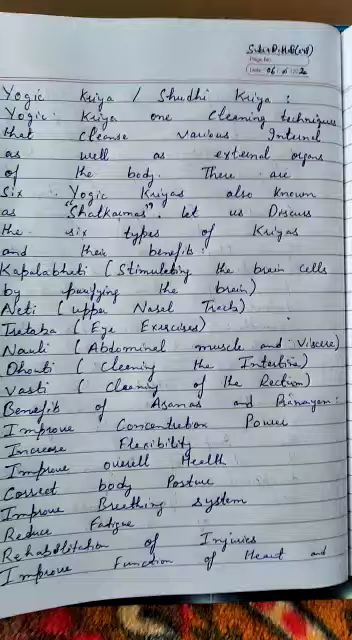 Page No.
Date 06
Yogic Kriya / Shudhi Kriya :
Yogic Kriya one Cleaning techniques
that cleanse various Internal
as well as external organs
of the body. There are
Six Yogic Kriyas also known
as "Shatkarmas". Let us Discuss
the six types of Kriyas
and their benefits :
Kapalabhati ( Stimulating the brain cells
by purifying the brain)
Neti ( upper Nasal Tracts)
Trataka ( Eye Exercises)
Nauli ( Abdominal muscle and Viscere)
Dhouti ( Cleaning the Intestine)
Vasti ( Cleaning of the Rectum)
Benefits of Asanas and Pranayam:
Improve Concentration Power
Increase Flexibility
Improve overall Health
Correct body Posture
Improve Breathing system
Reduce Fatigue
Rehabilitation of Injuries
Improve Function of Heart and